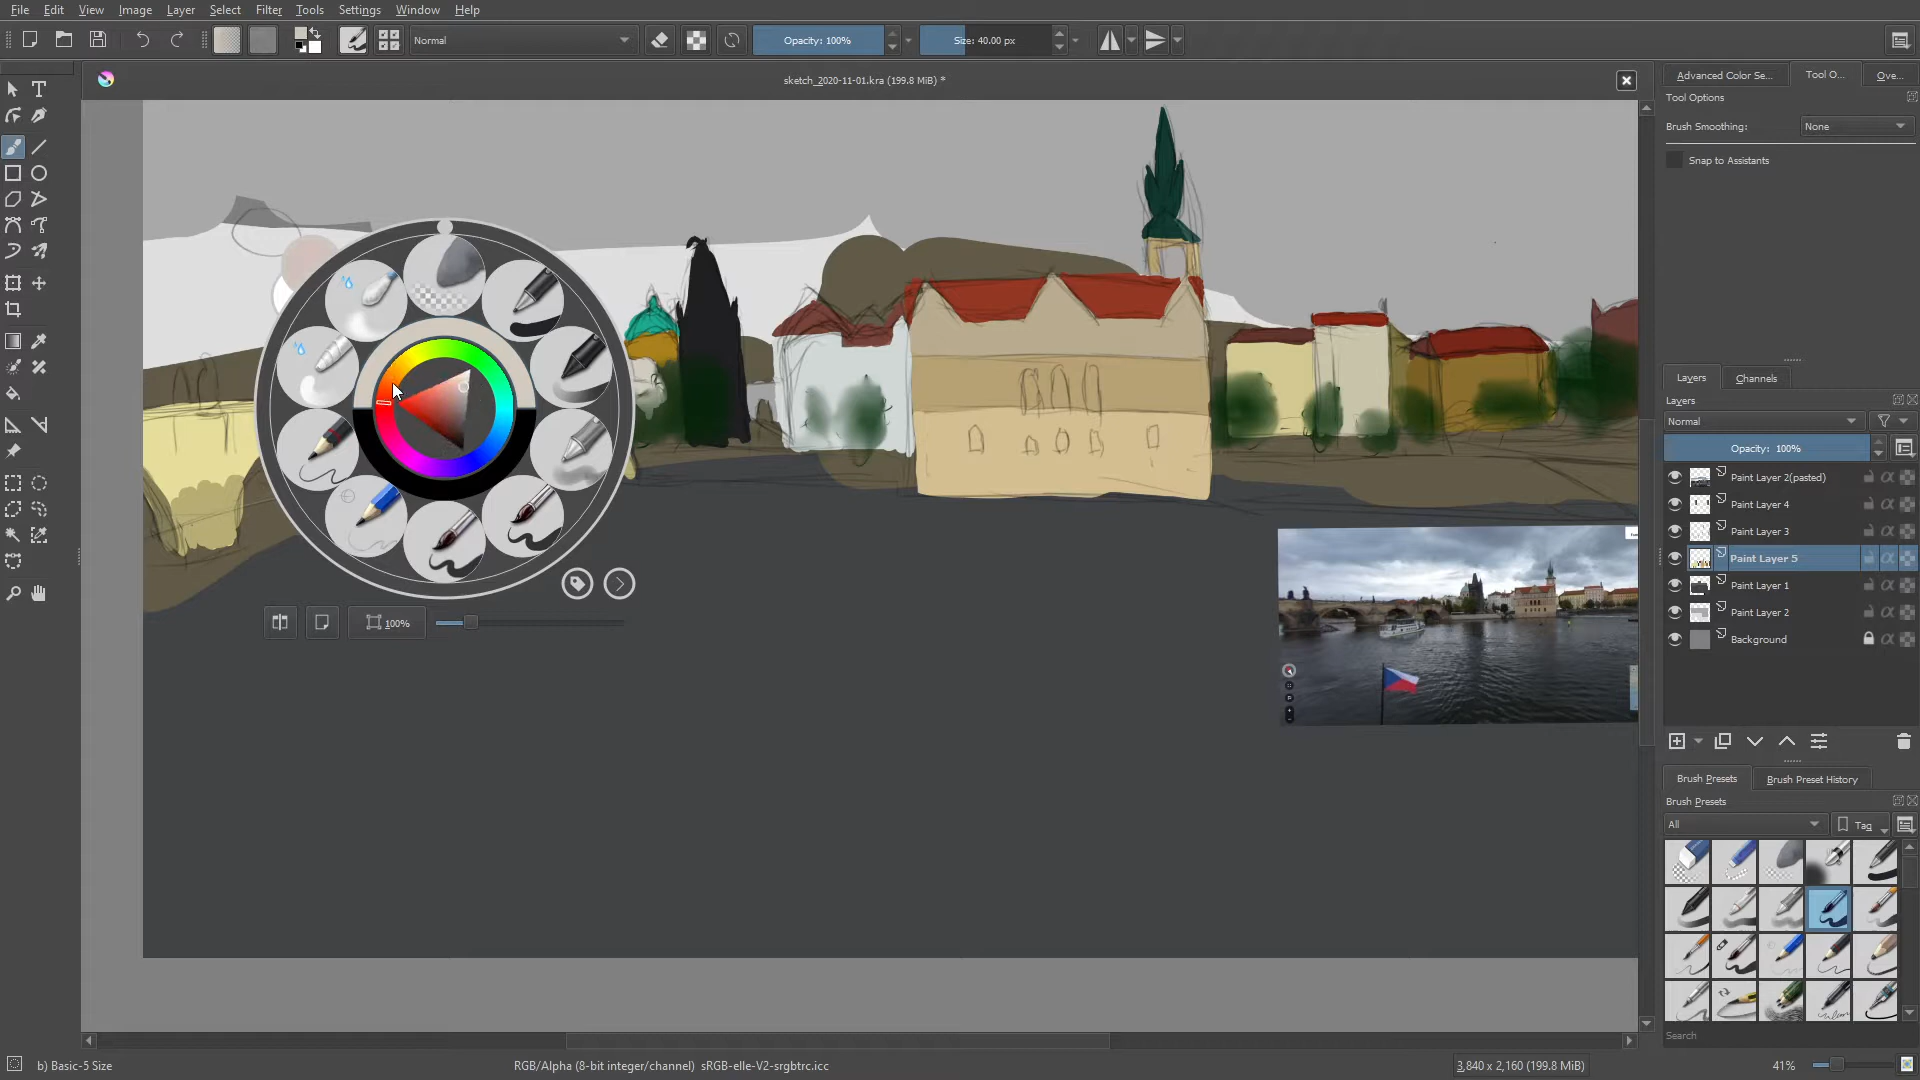 File Edit View Image Layer Select Filter Tools Settings Window Help
Normal
Opacity: 100%
Size: 40.00 px
sketch_2020-11-01.kra (199.8 MiB) *
Advanced Color Se... Tool O... Ove...
Tool Options
Brush Smoothing: None
Snap to Assistants
Layers Channels
Layers
Normal
Opacity: 100%
Paint Layer 2(pasted)
Paint Layer 4
Paint Layer 3
Paint Layer 5
Paint Layer 1
Paint Layer 2
Background
100%
Brush Presets Brush Preset History
Brush Presets
All Tag
Search
b) Basic-5 Size
RGB/Alpha (8-bit integer/channel) sRGB-elle-V2-srgbtrc.icc
3,840 x 2,160 (199.8 MiB)
41%